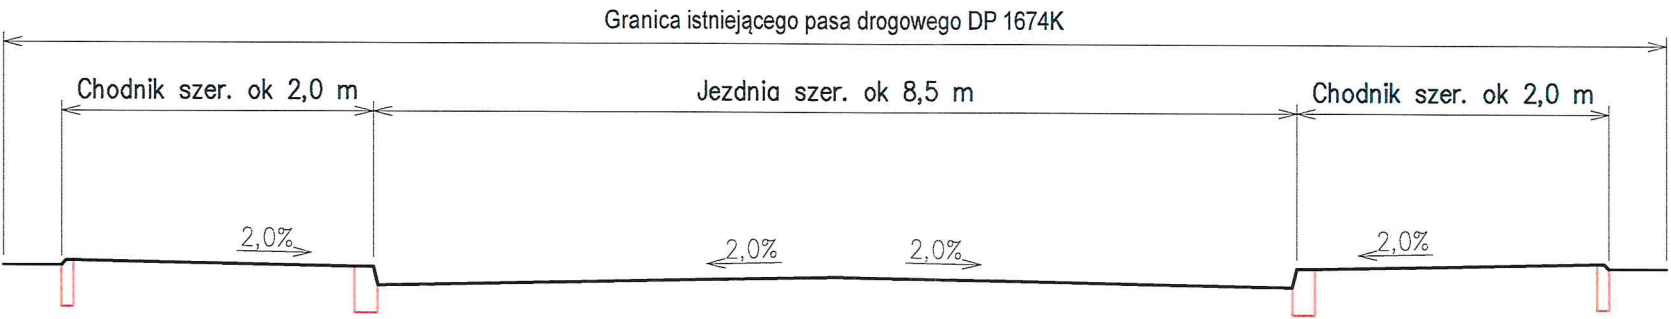 Granica istniejącego pasa drogowego DP 1674K
Chodnik szer. ok 2,0 m
Jezdnia szer. ok 8,5 m
Chodnik szer. ok 2,0 m
2,0%
2,0%
2,0%
2,0%